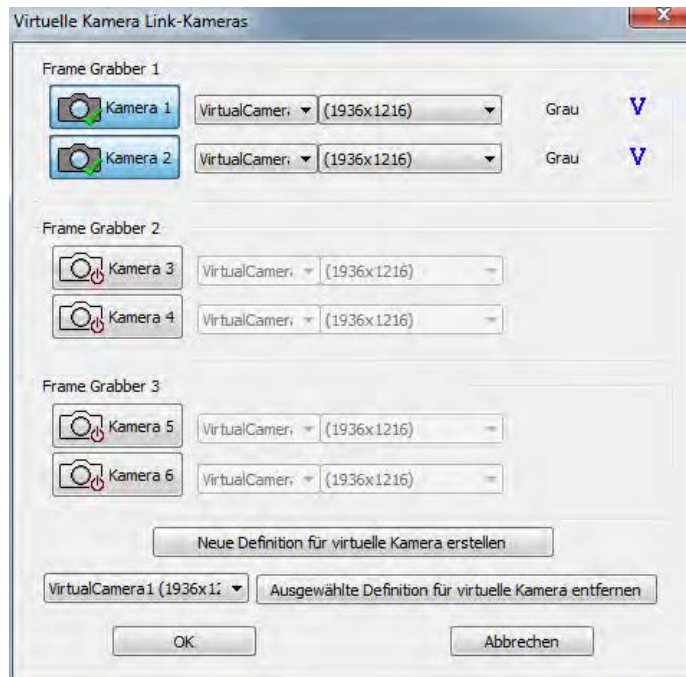 Virtuelle Kamera Link-Kameras
Frame Grabber 1
Kamera 1 VirtualCamer (1936x1216) Grau V
Kamera 2 VirtualCamer (1936x1216) Grau V
Frame Grabber 2
Kamera 3 VirtualCamer (1936x1216)
Kamera 4 VirtualCamer (1936x1216)
Frame Grabber 3
Kamera 5 VirtualCamer (1936x1216)
Kamera 6 VirtualCamer (1936x1216)
Neue Definition für virtuelle Kamera erstellen
VirtualCamera1 (1936x12 Ausgewählte Definition für virtuelle Kamera entfernen
OK Abbrechen